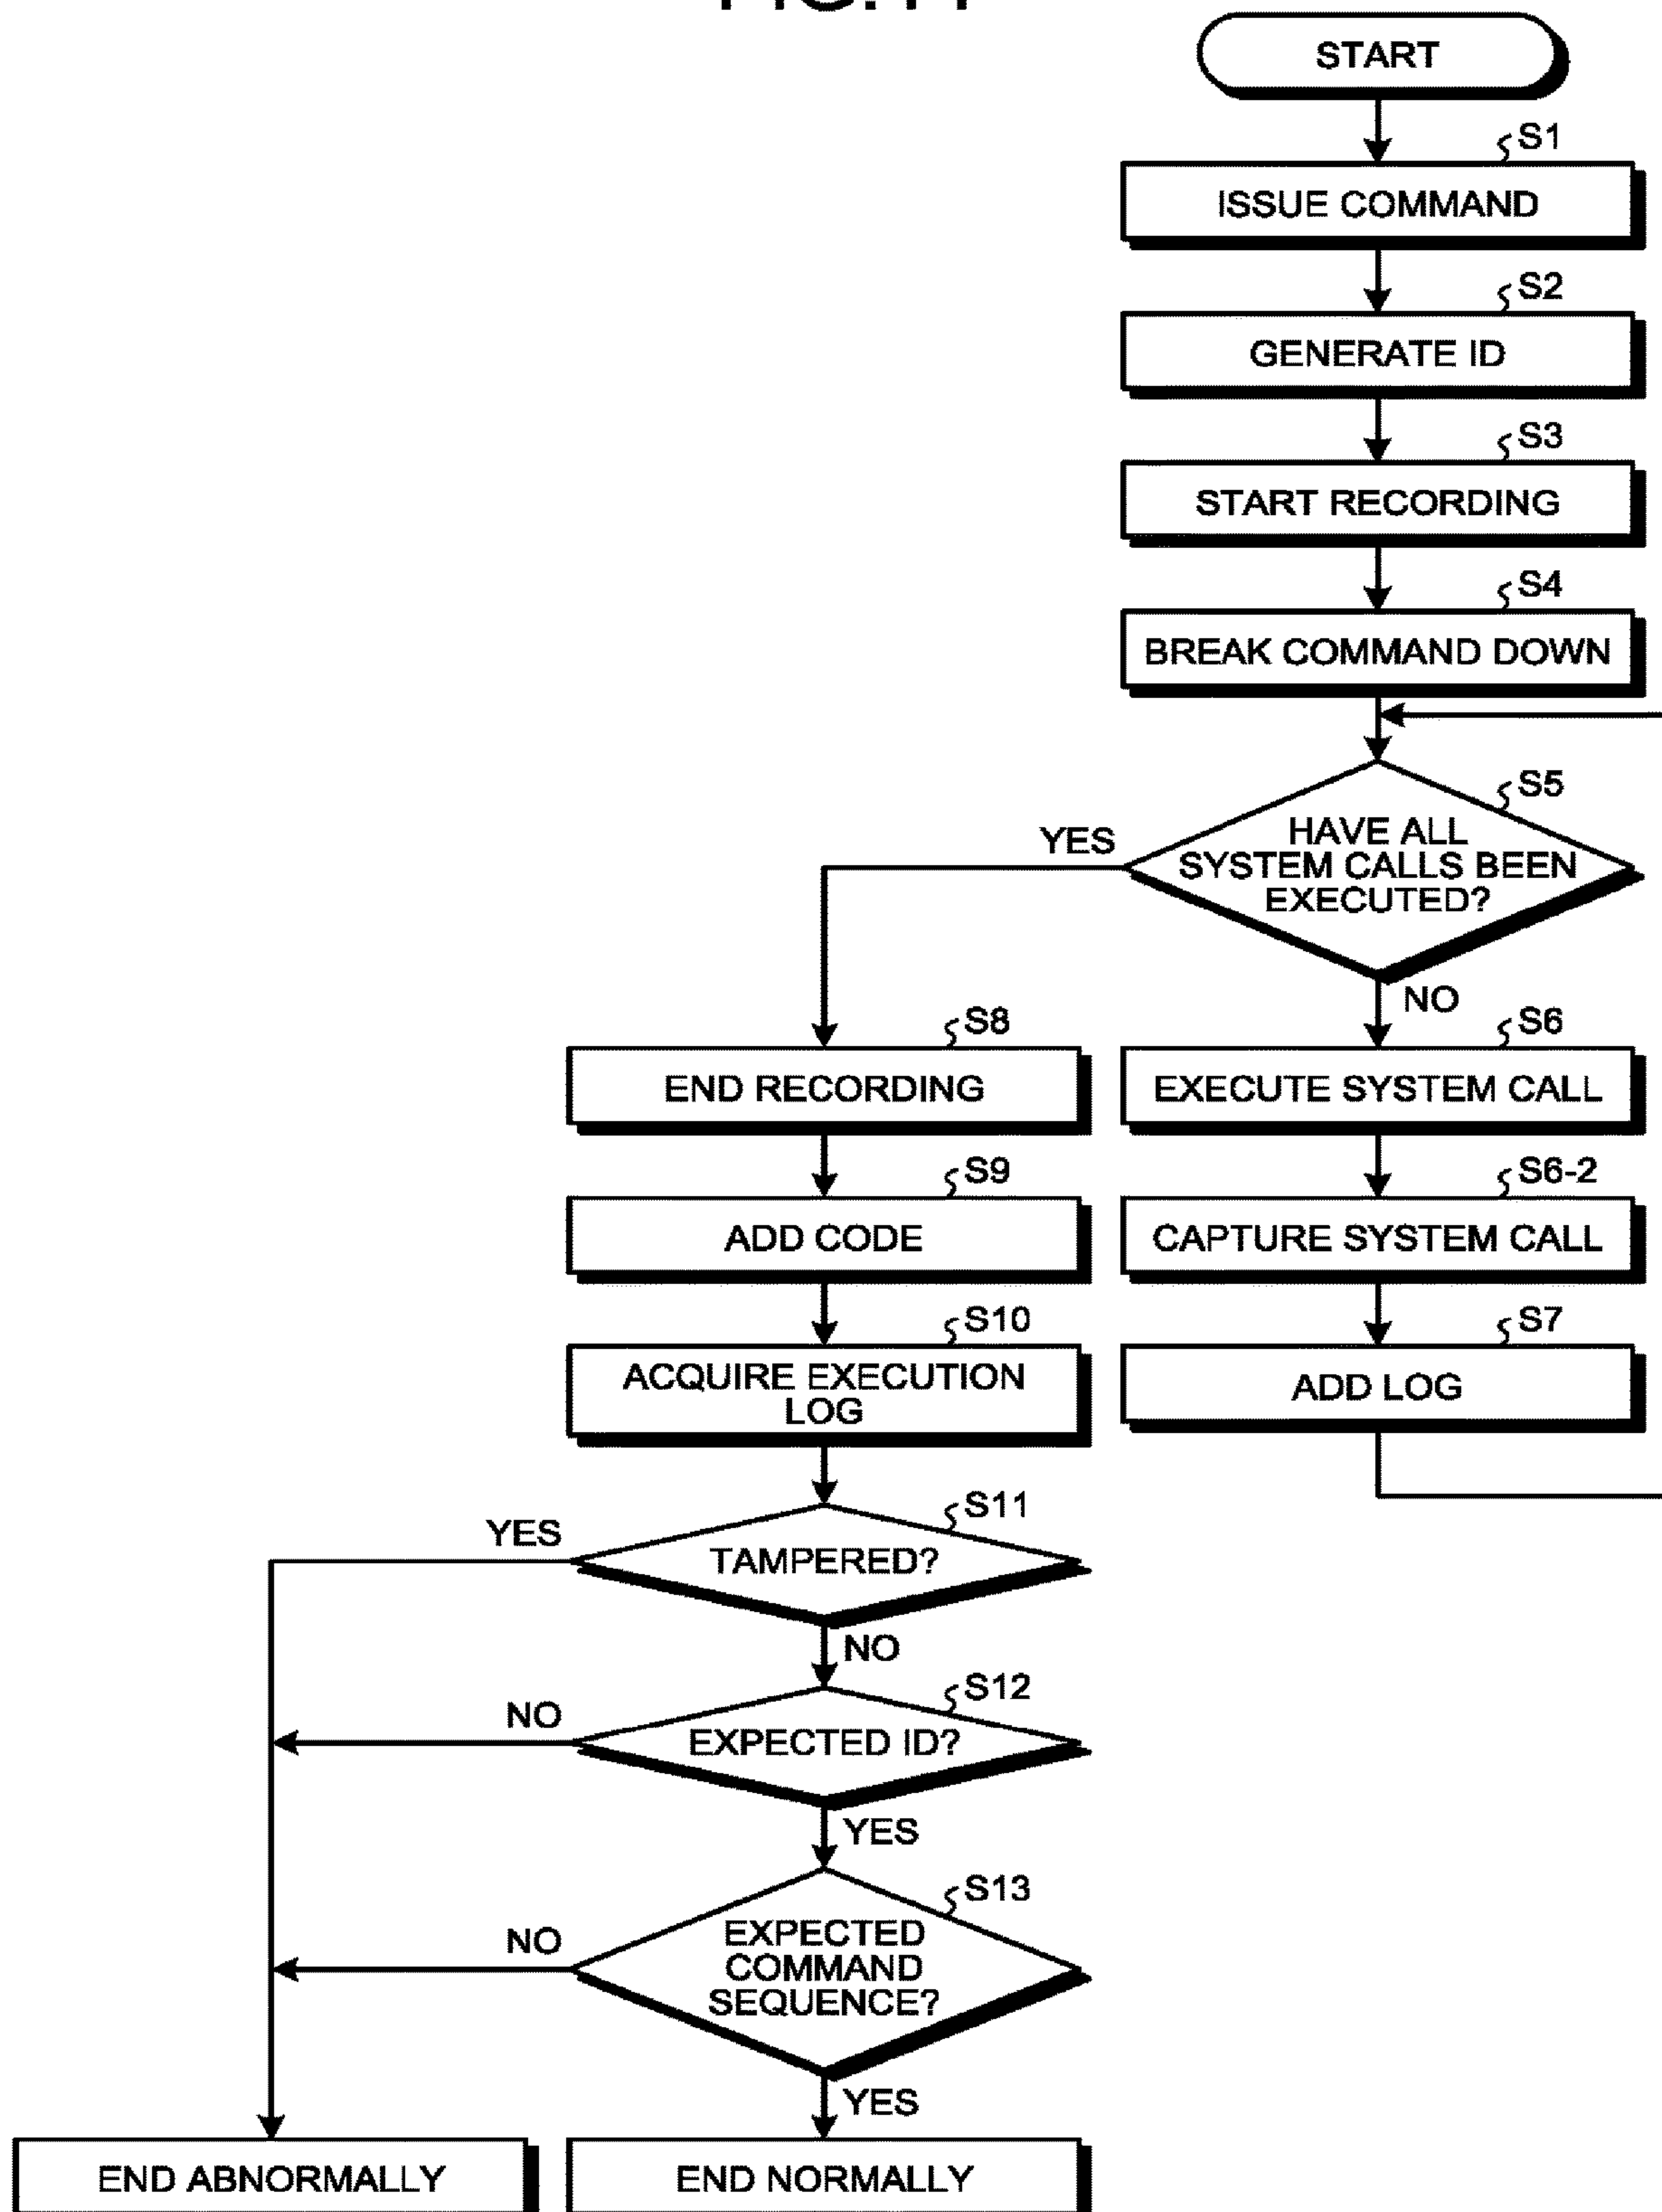 START
S1
ISSUE COMMAND
S2
GENERATE ID
S3
START RECORDING
S4
BREAK COMMAND DOWN
S5
HAVE ALL
SYSTEM CALLS BEEN
EXECUTED?
YES
NO
S6
EXECUTE SYSTEM CALL
S6-2
CAPTURE SYSTEM CALL
S7
ADD LOG
S8
END RECORDING
S9
ADD CODE
S10
ACQUIRE EXECUTION
LOG
S11
TAMPERED?
YES
NO
S12
EXPECTED ID?
NO
YES
S13
EXPECTED
COMMAND
SEQUENCE?
NO
YES
END ABNORMALLY
END NORMALLY